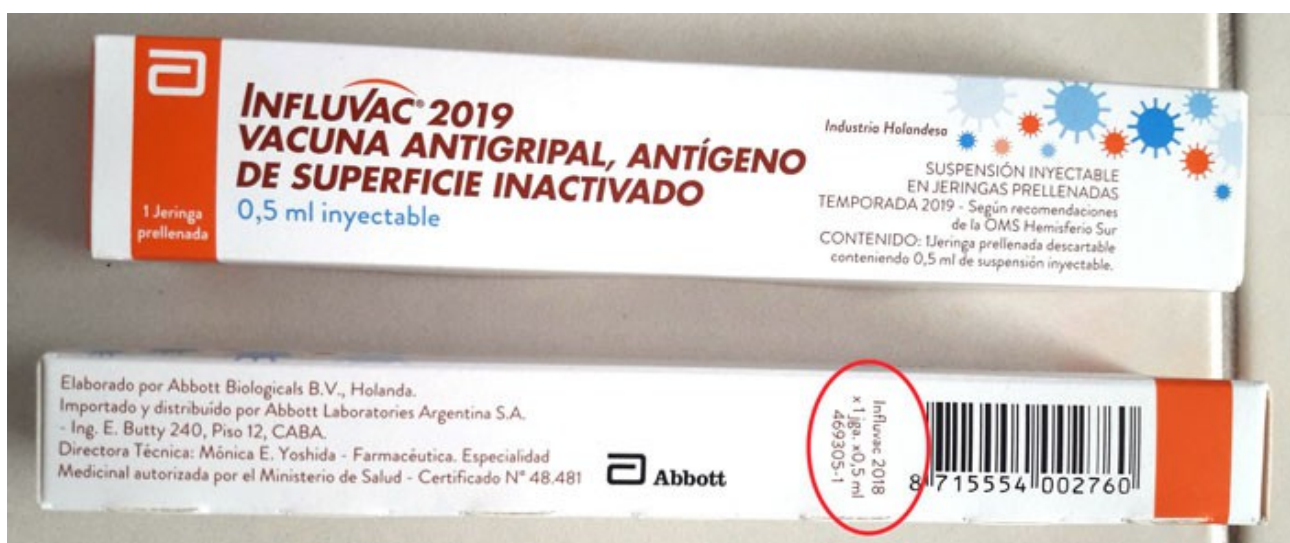 INFLUVAC® 2019
VACUNA ANTIGRIPAL, ANTÍGENO
DE SUPERFICIE INACTIVADO
0,5 ml inyectable
1 Jeringa
prellenada
Industria Holandesa
SUSPENSIÓN INYECTABLE
EN JERINGAS PRELLENADAS
TEMPORADA 2019 - Según recomendaciones
de la OMS Hemisferio Sur
CONTENIDO: 1Jeringa prellenada descartable
conteniendo 0,5 ml de suspensión inyectable.
Elaborado por Abbott Biologicals B.V., Holanda.
Importado y distribuido por Abbott Laboratories Argentina S.A.
- Ing. E. Butty 240, Piso 12, CABA.
Directora Técnica: Mónica E. Yoshida - Farmacéutica. Especialidad
Medicinal autorizada por el Ministerio de Salud - Certificado N° 48.481
Abbott
Influvac 2018
x 1 jga. x0,5 ml
469305-1
8 715554 002760